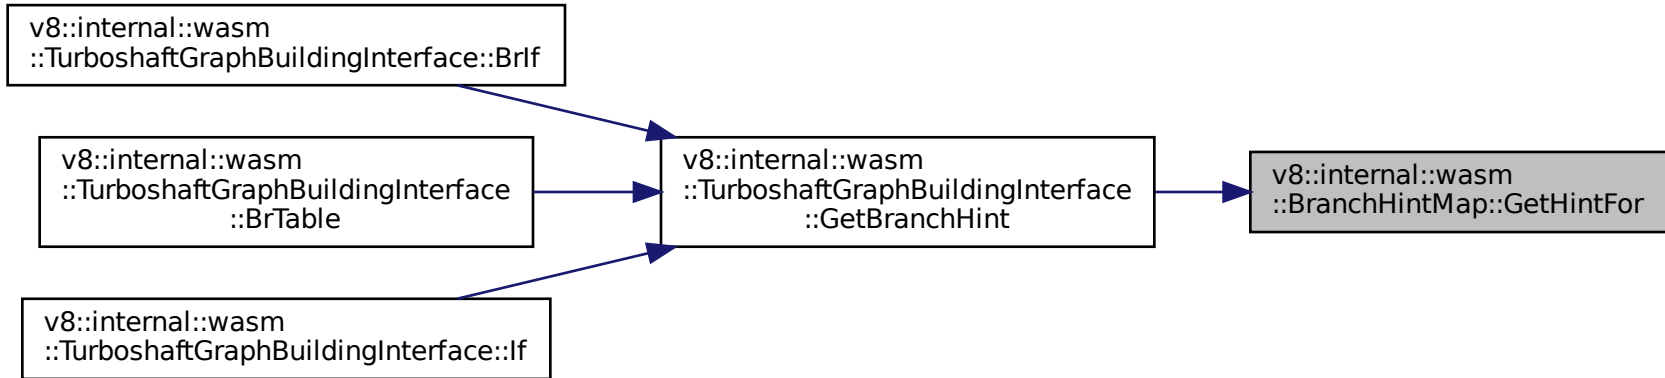 v8::internal::wasm
::TurboshaftGraphBuildingInterface::BrIf
v8::internal::wasm
::TurboshaftGraphBuildingInterface
::BrTable
v8::internal::wasm
::TurboshaftGraphBuildingInterface::If
v8::internal::wasm
::TurboshaftGraphBuildingInterface
::GetBranchHint
v8::internal::wasm
::BranchHintMap::GetHintFor